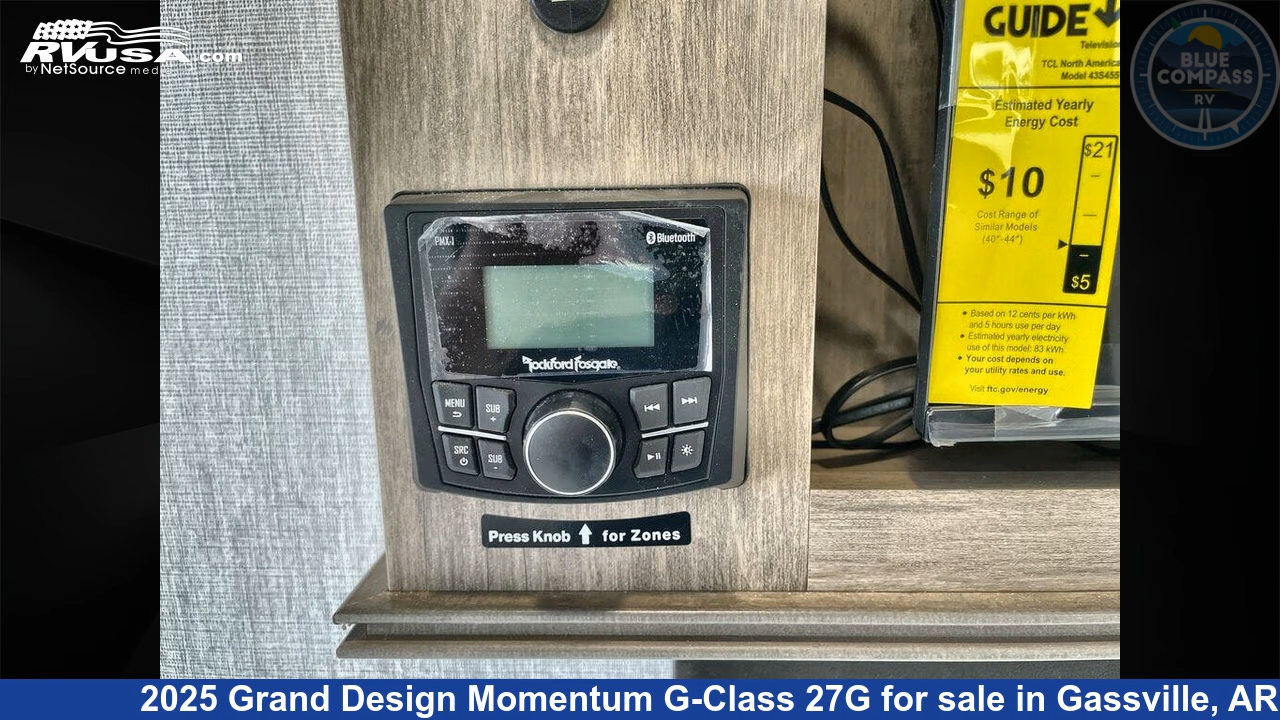 RVUSA.com
by NetSource media
BLUE
COMPASS
RV
GUIDE
Television
TCL North America
Model 43S455
Estimated Yearly
Energy Cost
$21
$10
Cost Range of
Similar Models
(40"-44")
$5
• Based on 12 cents per kWh
and 5 hours use per day
• Estimated yearly electricity
use of this model: 83 kWh
• Your cost depends on
your utility rates and use.
Visit ftc.gov/energy
PMX-1
Bluetooth
Rockford Fosgate
MENU
SUB
+
SRC
SUB
-
Press Knob for Zones
2025 Grand Design Momentum G-Class 27G for sale in Gassville, AR